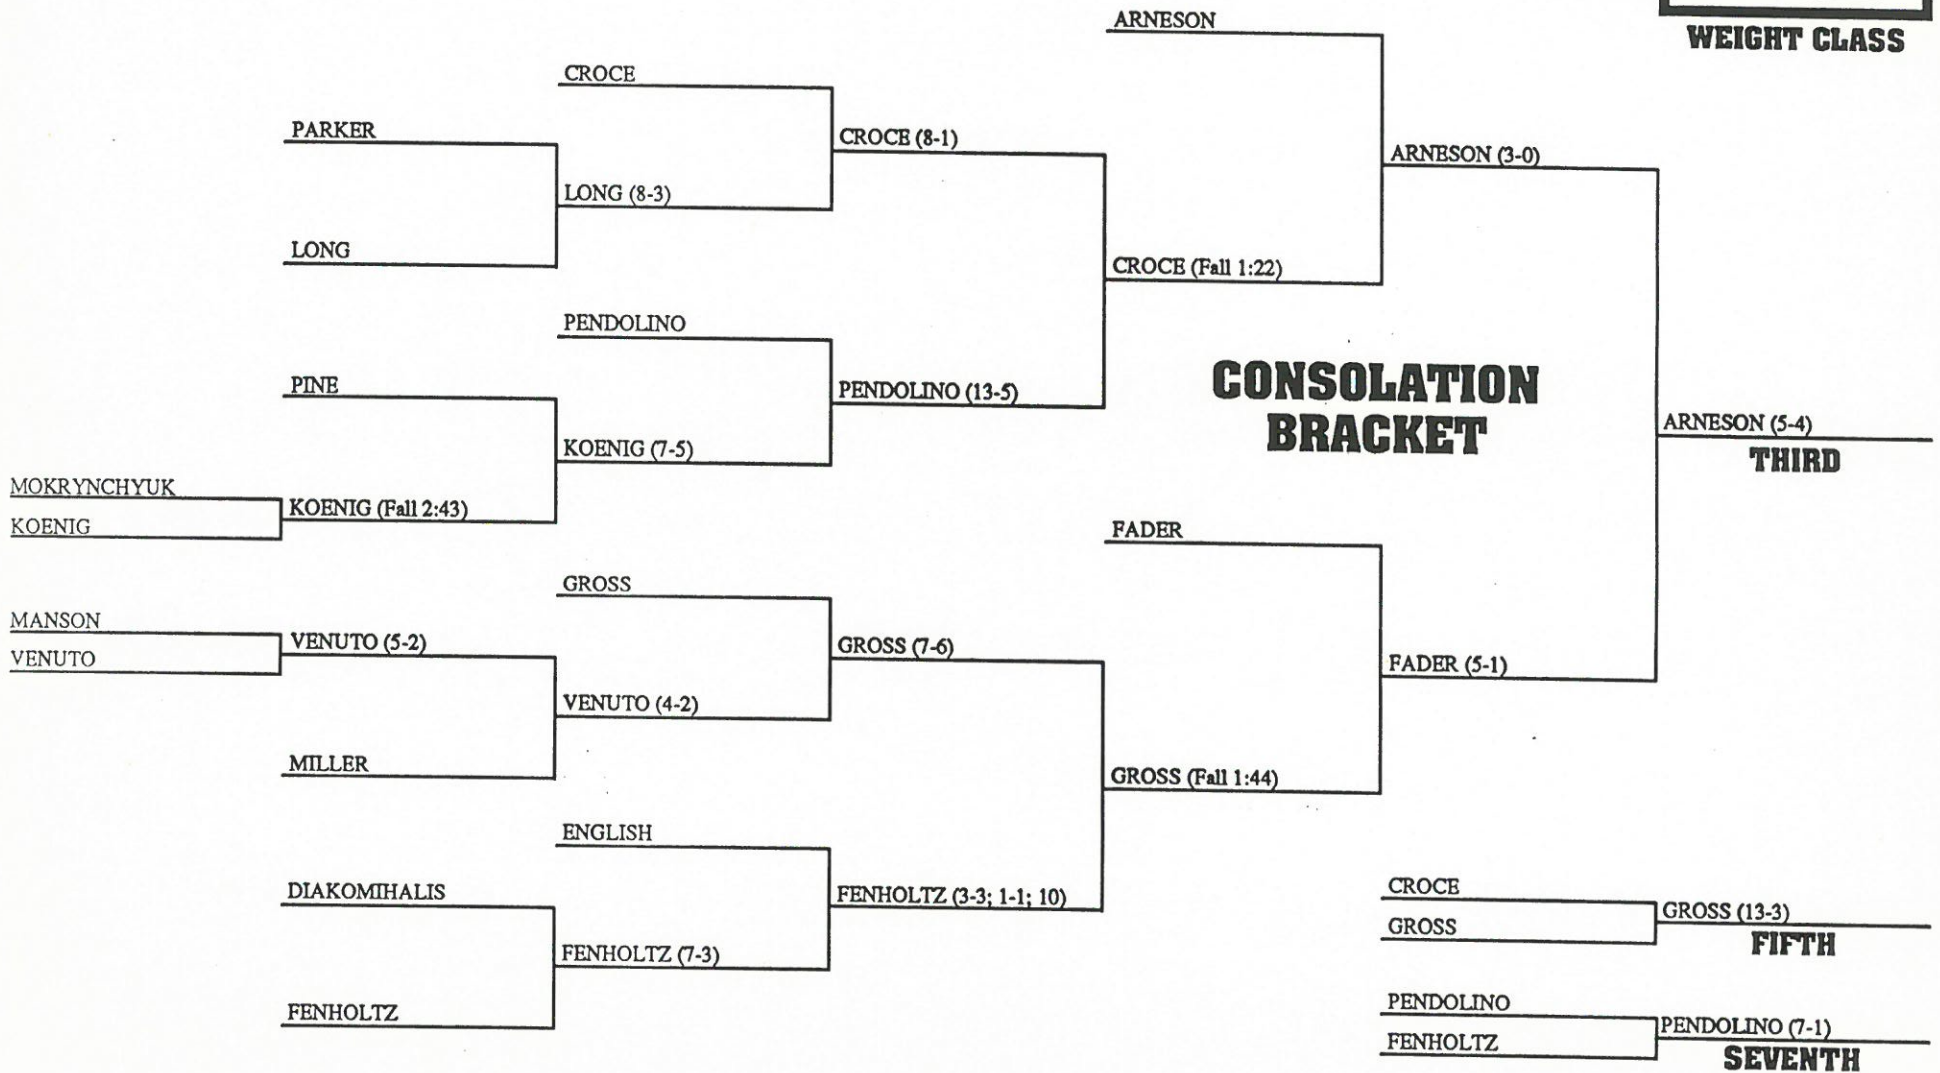 ARNESON
WEIGHT CLASS
CROCE
PARKER
CROCE (8-1)
ARNESON (3-0)
LONG (8-3)
LONG
CROCE (Fall 1:22)
PENDOLINO
CONSOLATION
BRACKET
PINE
PENDOLINO (13-5)
ARNESON (5-4)
THIRD
KOENIG (7-5)
MOKRYNCHYUK
KOENIG (Fall 2:43)
KOENIG
FADER
GROSS
MANSON
VENUTO (5-2)
GROSS (7-6)
VENUTO
FADER (5-1)
VENUTO (4-2)
MILLER
GROSS (Fall 1:44)
ENGLISH
DIAKOMIHALIS
FENHOLTZ (3-3; 1-1; 10)
CROCE
GROSS (13-3)
GROSS
FIFTH
FENHOLTZ (7-3)
FENHOLTZ
PENDOLINO
PENDOLINO (7-1)
FENHOLTZ
SEVENTH